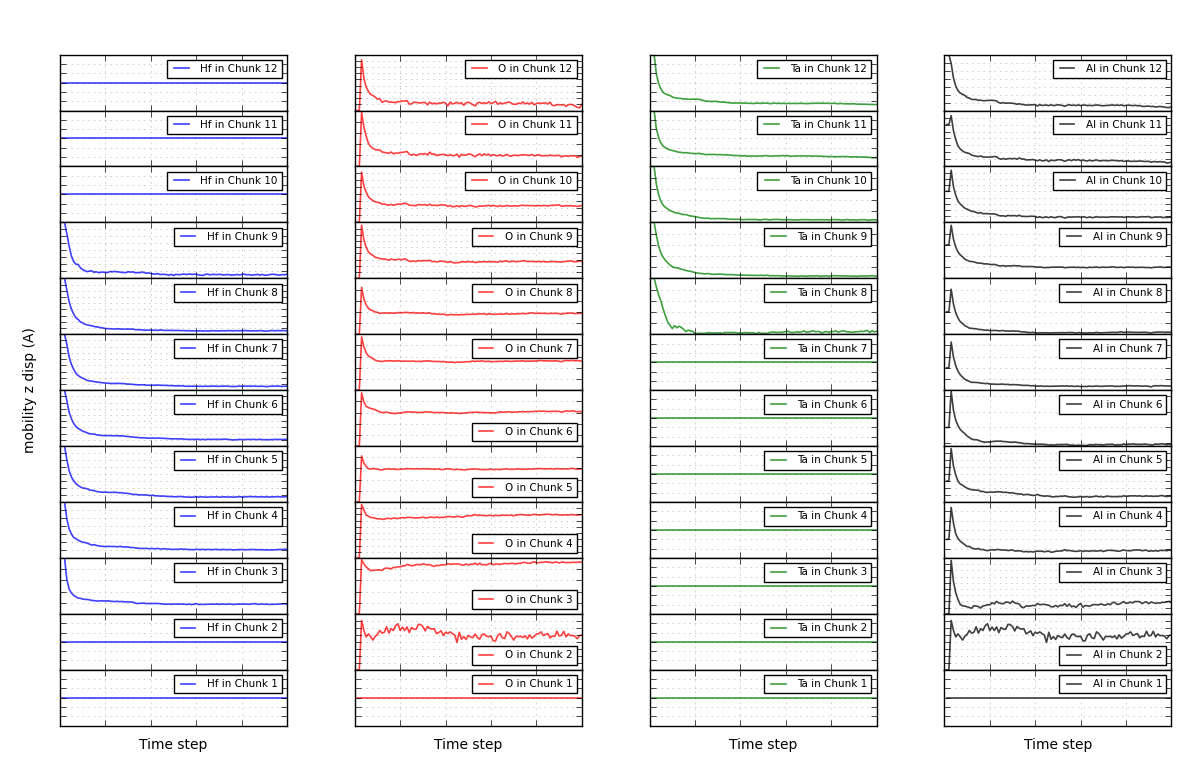 mobility z disp (A)
Hf in Chunk 12
Hf in Chunk 11
Hf in Chunk 10
Hf in Chunk 9
Hf in Chunk 8
Hf in Chunk 7
Hf in Chunk 6
Hf in Chunk 5
Hf in Chunk 4
Hf in Chunk 3
Hf in Chunk 2
Hf in Chunk 1
Time step
O in Chunk 12
O in Chunk 11
O in Chunk 10
O in Chunk 9
O in Chunk 8
O in Chunk 7
O in Chunk 6
O in Chunk 5
O in Chunk 4
O in Chunk 3
O in Chunk 2
O in Chunk 1
Time step
Ta in Chunk 12
Ta in Chunk 11
Ta in Chunk 10
Ta in Chunk 9
Ta in Chunk 8
Ta in Chunk 7
Ta in Chunk 6
Ta in Chunk 5
Ta in Chunk 4
Ta in Chunk 3
Ta in Chunk 2
Ta in Chunk 1
Time step
Al in Chunk 12
Al in Chunk 11
Al in Chunk 10
Al in Chunk 9
Al in Chunk 8
Al in Chunk 7
Al in Chunk 6
Al in Chunk 5
Al in Chunk 4
Al in Chunk 3
Al in Chunk 2
Al in Chunk 1
Time step